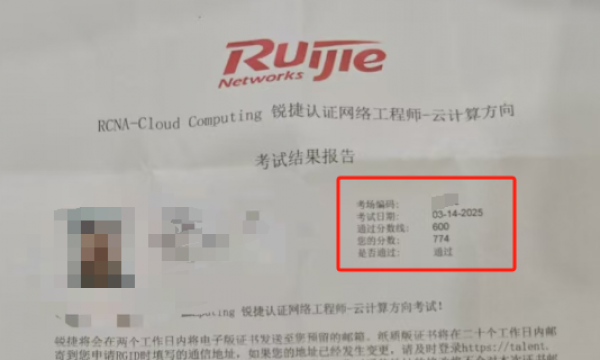 Ruijie
Networks
RCNA-Cloud Computing 锐捷认证网络工程师-云计算方向
考试结果报告
考场编码:
考试日期: 03-14-2025
通过分数线: 600
您的分数: 774
是否通过: 通过
Computing 锐捷认证网络工程师-云计算方向考试!
锐捷将会在两个工作日内将电子版证书发送至您预留的邮箱。纸质版证书将在二十个工作日内邮
寄到您申请RGID时填写的通信地址，如果您的地址已经发生变更，请及时登录https://talent.